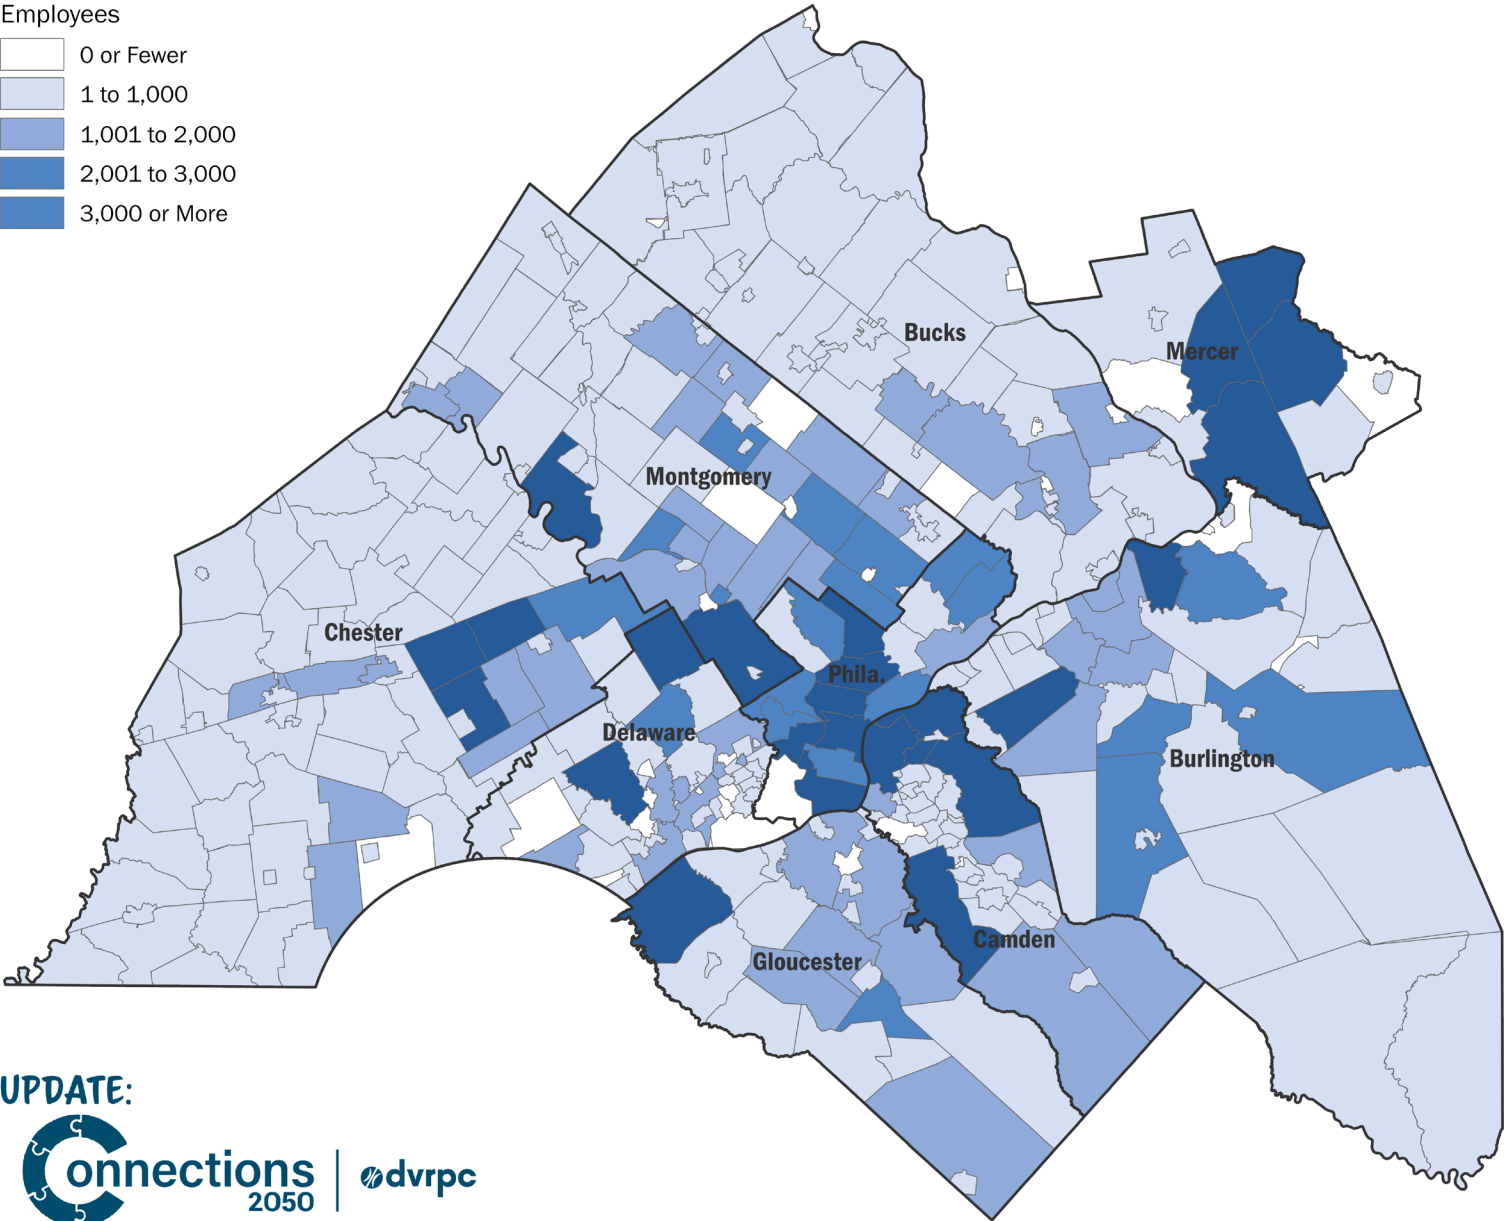 Employees
0 or Fewer
1 to 1,000
1,001 to 2,000
2,001 to 3,000
3,000 or More
Bucks
Mercer
Montgomery
Chester
Phila.
Delaware
Burlington
Camden
Gloucester
UPDATE:
Connections
2050
dvrpc